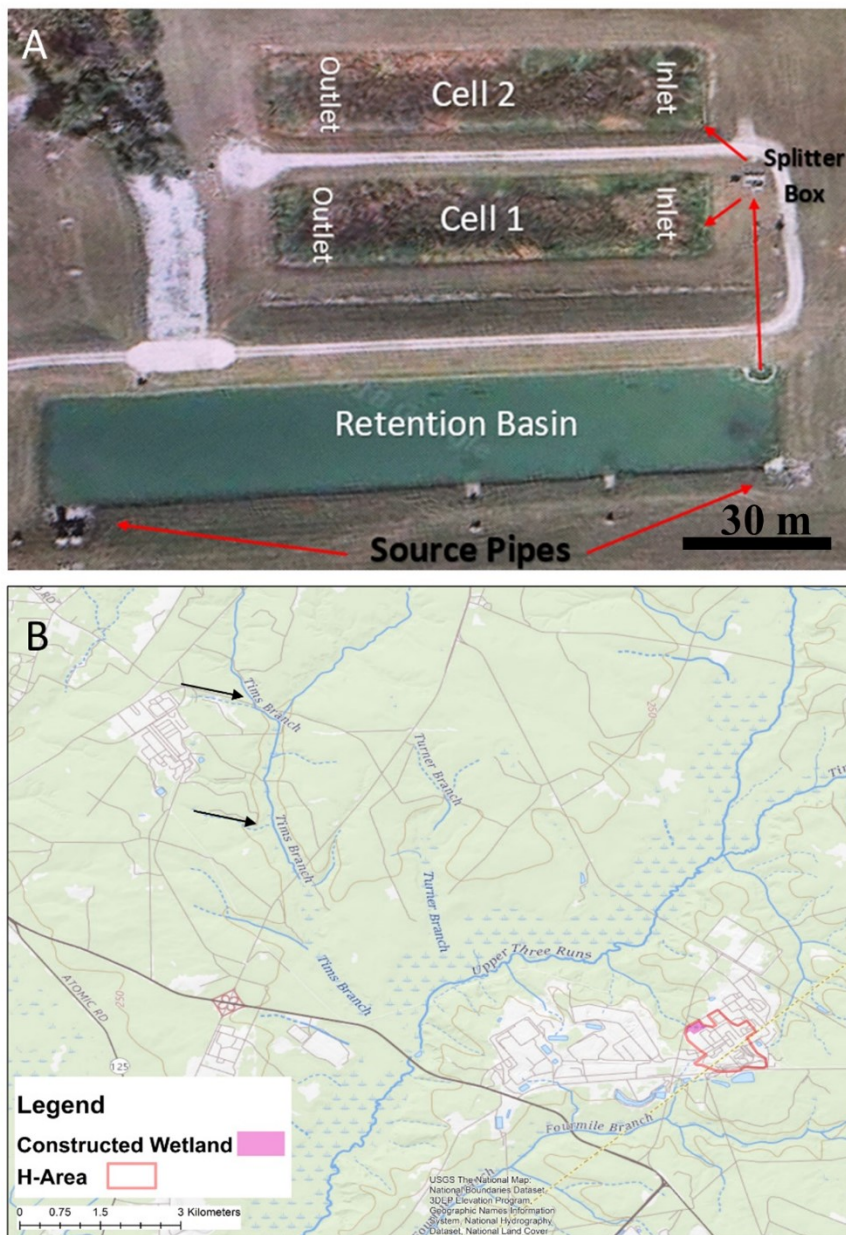 A
Outlet
Cell 2
Inlet
Splitter
Box
Outlet
Cell 1
Inlet
Retention Basin
Source Pipes
30 m
B
Tims Branch
Turner Branch
Tims Branch
Turner Branch
Tims Branch
Upper Three Runs
ATOMIC RD
125
250
250
Fourmile Branch
Legend
Constructed Wetland
H-Area
0 0.75 1.5 3 Kilometers
USGS The National Map:
National Boundaries Dataset,
3DEP Elevation Program,
Geographic Names Information
System, National Hydrography
Dataset, National Land Cover